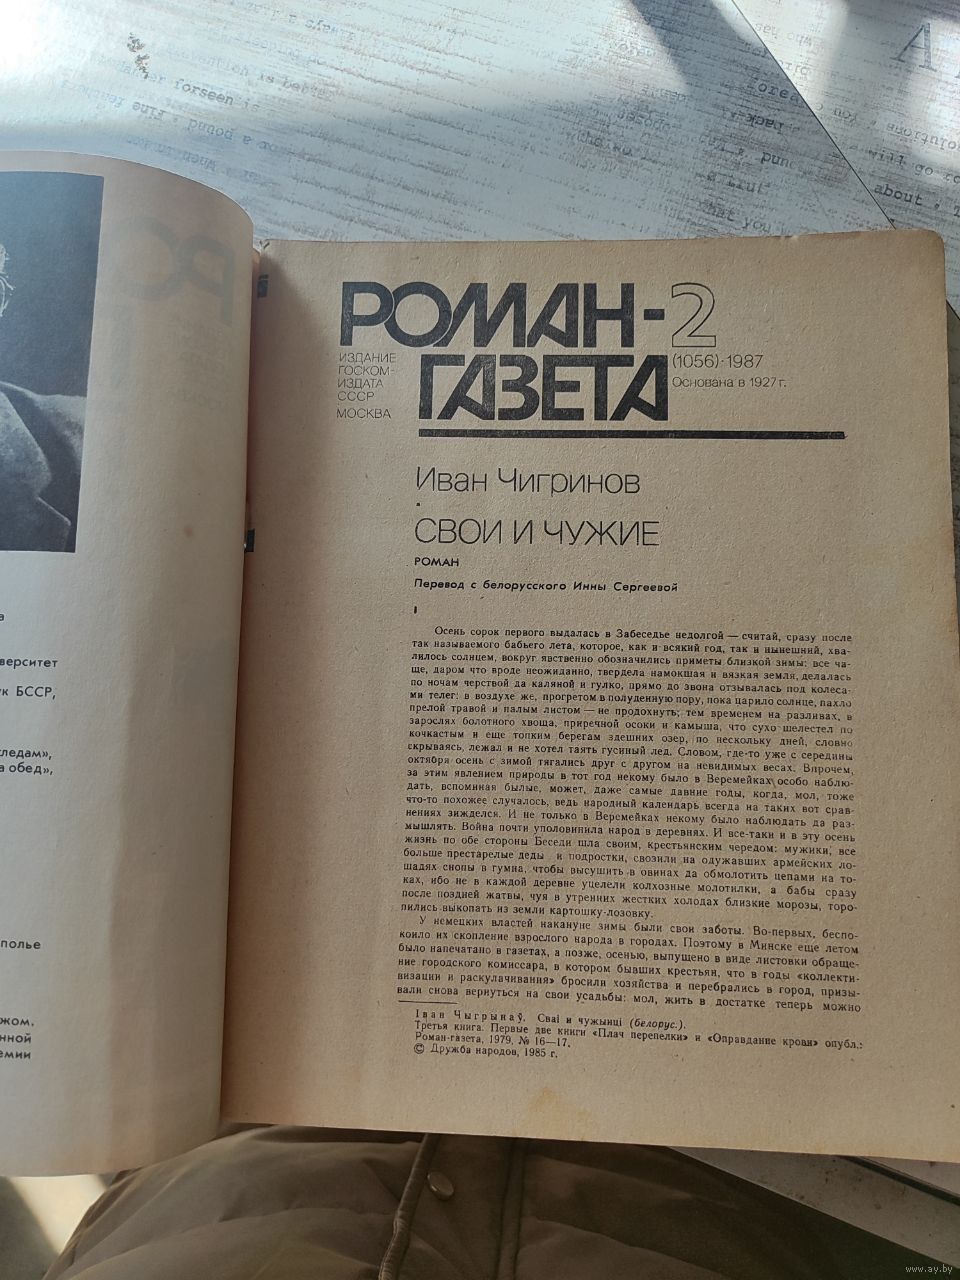 РОМАН-2
ГАЗЕТА
ИЗДАНИЕ
ГОСКОМ-
ИЗДАТА
СССР
МОСКВА
(1056)·1987
Основана в 1927 г.
Иван Чигринов
СВОИ И ЧУЖИЕ
РОМАН
Перевод с белорусского Инны Сергеевой
I
Осень сорок первого выдалась в Забеседье недолгой — считай, сразу после
так называемого бабьего лета, которое, как и всякий год, так и нынешний, хва-
лилось солнцем, вокруг явственно обозначились приметы близкой зимы: все ча-
ще, даром что вроде неожиданно, твердела намокшая и вязкая земля, делалась
по ночам черствой да каляной и гулко, прямо до звона отзывалась под колеса-
ми телег; в воздухе же, прогретом в полуденную пору, пока царило солнце, пахло
прелой травой и палым листом — не продохнуть; тем временем на разливах, в
зарослях болотного хвоща, приречной осоки и камыша, что сухо шелестел по
кочкастым и еще топким берегам здешних озер, по нескольку дней, словно
скрываясь, лежал и не хотел таять гусиный лед. Словом, где-то уже с середины
октября осень с зимой тягались друг с другом на невидимых весах. Впрочем,
за этим явлением природы в тот год некому было в Веремейках особо наблю-
дать, вспоминая былые, может, даже самые давние годы, когда, мол, тоже
что-то похожее случалось, ведь народный календарь всегда на таких вот срав-
нениях зиждется. И не только в Веремейках некому было наблюдать да раз-
мышлять. Война почти уполовинила народ в деревнях. И все-таки и в эту осень
жизнь по обе стороны Беседи шла своим, крестьянским чередом: мужики, все
больше престарелые деды и подростки, свозили на одужавших армейских ло-
шадях снопы в гумна, чтобы высушить в овинах да обмолотить цепами на то-
ках, ибо не в каждой деревне уцелели колхозные молотилки, а бабы сразу
после поздней жатвы, чуя в утренних жестких холодах близкие морозы, торо-
пились выкопать из земли картошку-лозовку.
У немецких властей накануне зимы были свои заботы. Во-первых, беспо-
коило их скопление взрослого народа в городах. Поэтому в Минске еще летом
было напечатано в газетах, а позже, осенью, выпущено в виде листовки обраще-
ние городского комиссара, в котором бывших крестьян, что в годы «коллекти-
визации и раскулачивания» бросили хозяйства и перебрались в город, призы-
вали снова вернуться на свои усадьбы: мол, жить в достатке теперь можно
Іван Чыгрынаў. Сваі и чужынці (белорус.).
Третья книга. Первые две книги «Плач перепелки» и «Оправдание крови» опубл.:
Роман-газета, 1979, № 16—17.
© Дружба народов, 1985 г.
верситет
ук БССР,
ледам»,
а обед»,
полье
жом,
нной
емии
www.ay.by